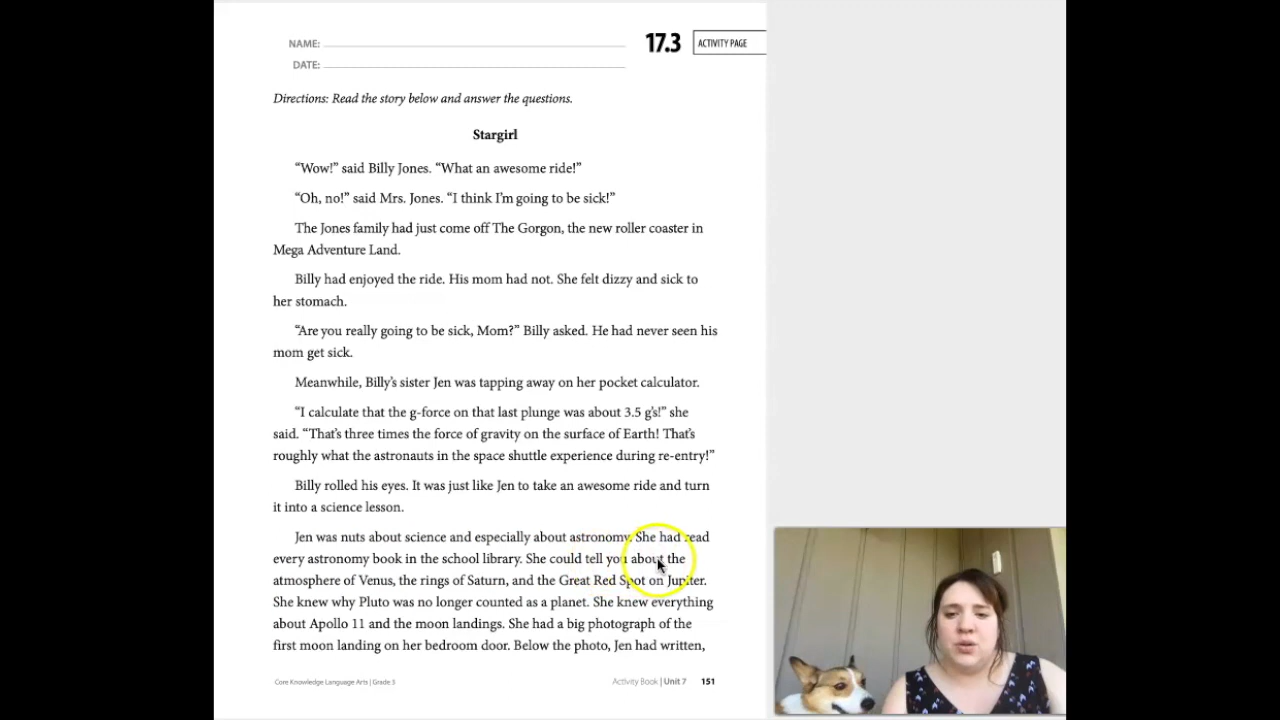 NAME:
17.3
ACTIVITY PAGE
DATE:
Directions: Read the story below and answer the questions.
Stargirl
“Wow!” said Billy Jones. “What an awesome ride!”
“Oh, no!” said Mrs. Jones. “I think I’m going to be sick!”
The Jones family had just come off The Gorgon, the new roller coaster in
Mega Adventure Land.
Billy had enjoyed the ride. His mom had not. She felt dizzy and sick to
her stomach.
“Are you really going to be sick, Mom?” Billy asked. He had never seen his
mom get sick.
Meanwhile, Billy’s sister Jen was tapping away on her pocket calculator.
“I calculate that the g-force on that last plunge was about 3.5 g’s!” she
said. “That’s three times the force of gravity on the surface of Earth! That’s
roughly what the astronauts in the space shuttle experience during re-entry!”
Billy rolled his eyes. It was just like Jen to take an awesome ride and turn
it into a science lesson.
Jen was nuts about science and especially about astronomy. She had read
every astronomy book in the school library. She could tell you about the
atmosphere of Venus, the rings of Saturn, and the Great Red Spot on Jupiter.
She knew why Pluto was no longer counted as a planet. She knew everything
about Apollo 11 and the moon landings. She had a big photograph of the
first moon landing on her bedroom door. Below the photo, Jen had written,
Core Knowledge Language Arts | Grade 3
Activity Book | Unit 7 151